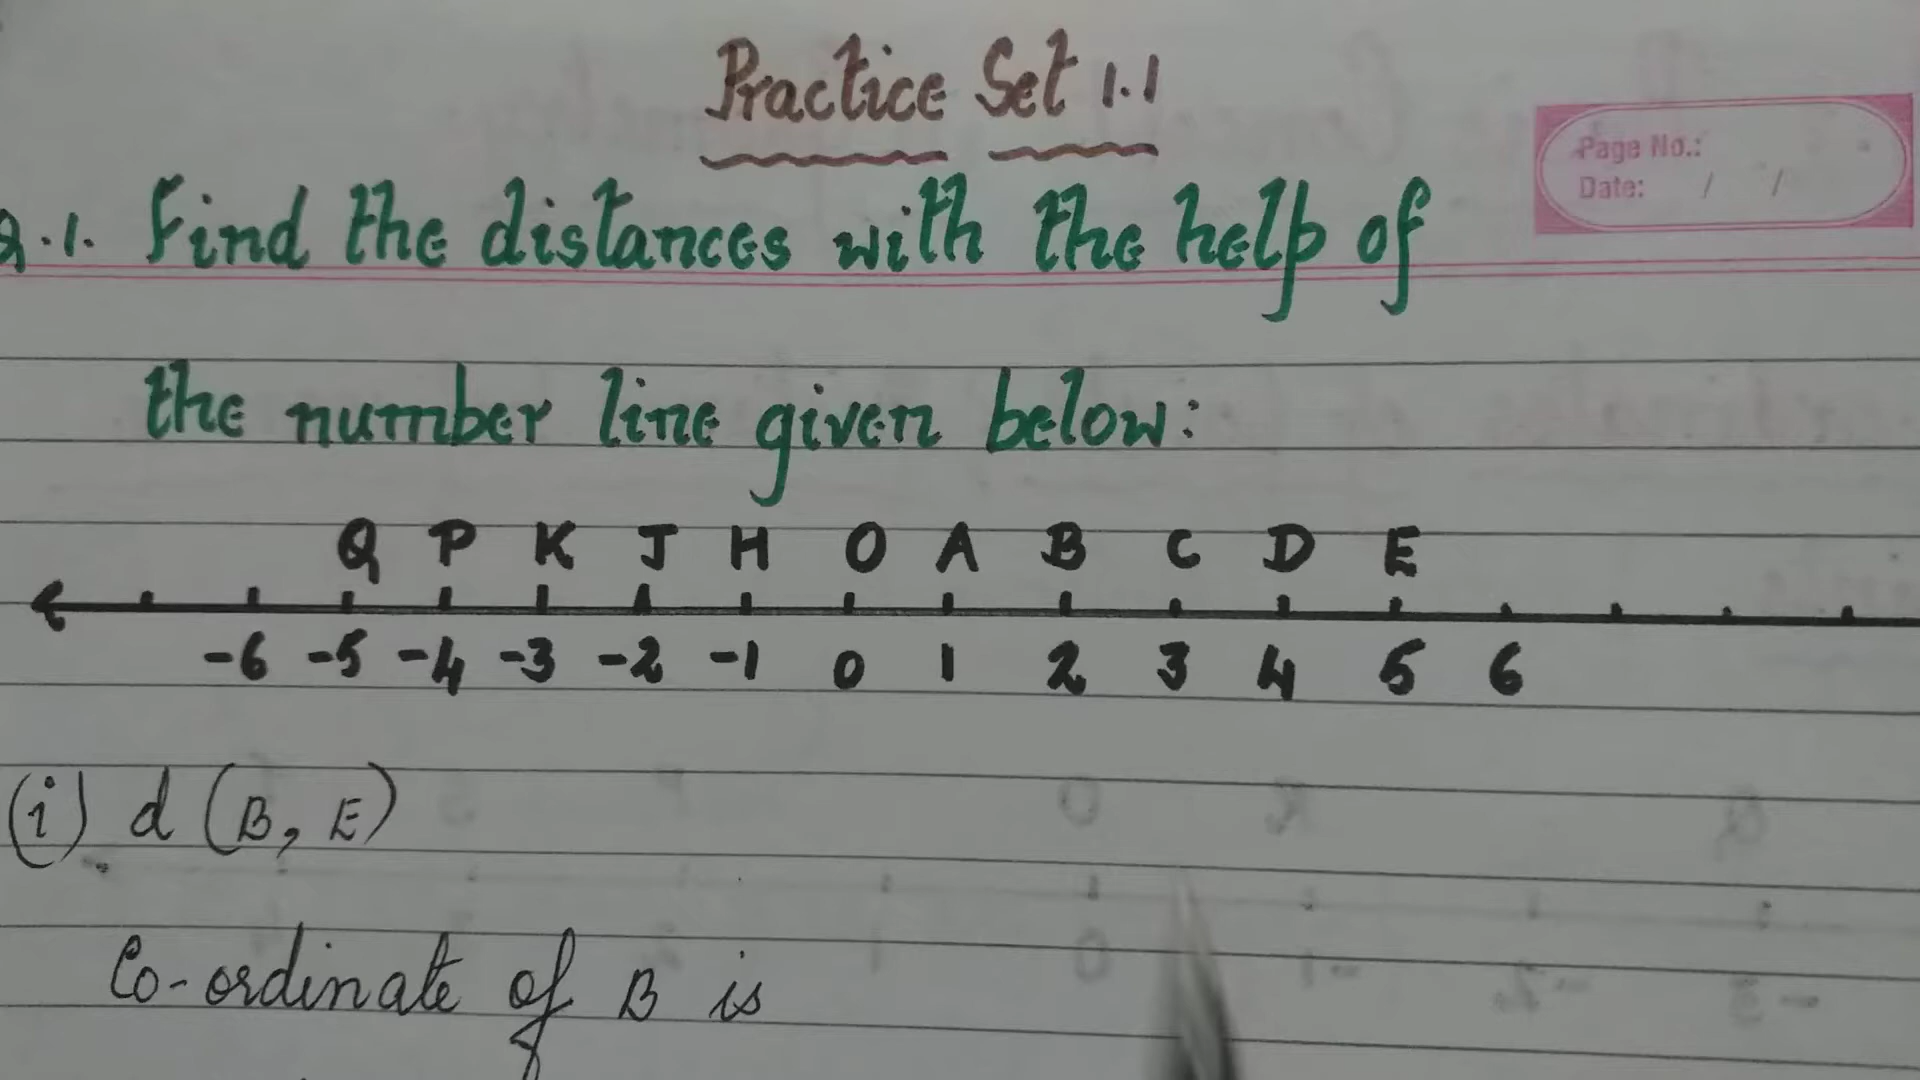 Practice Set 1.1
Page No.:
Date: / /
Q.1. Find the distances with the help of
the number line given below:
Q P K J H O A B C D E
-6 -5 -4 -3 -2 -1 0 1 2 3 4 5 6
(i) d (B, E)
Co-ordinate of B is